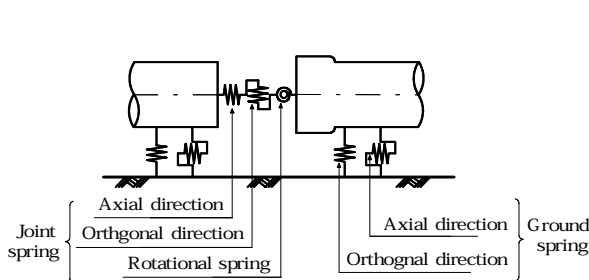 Axial direction
Joint
spring
Orthgonal direction
Rotational spring
Axial direction
Ground
spring
Orthognal direction